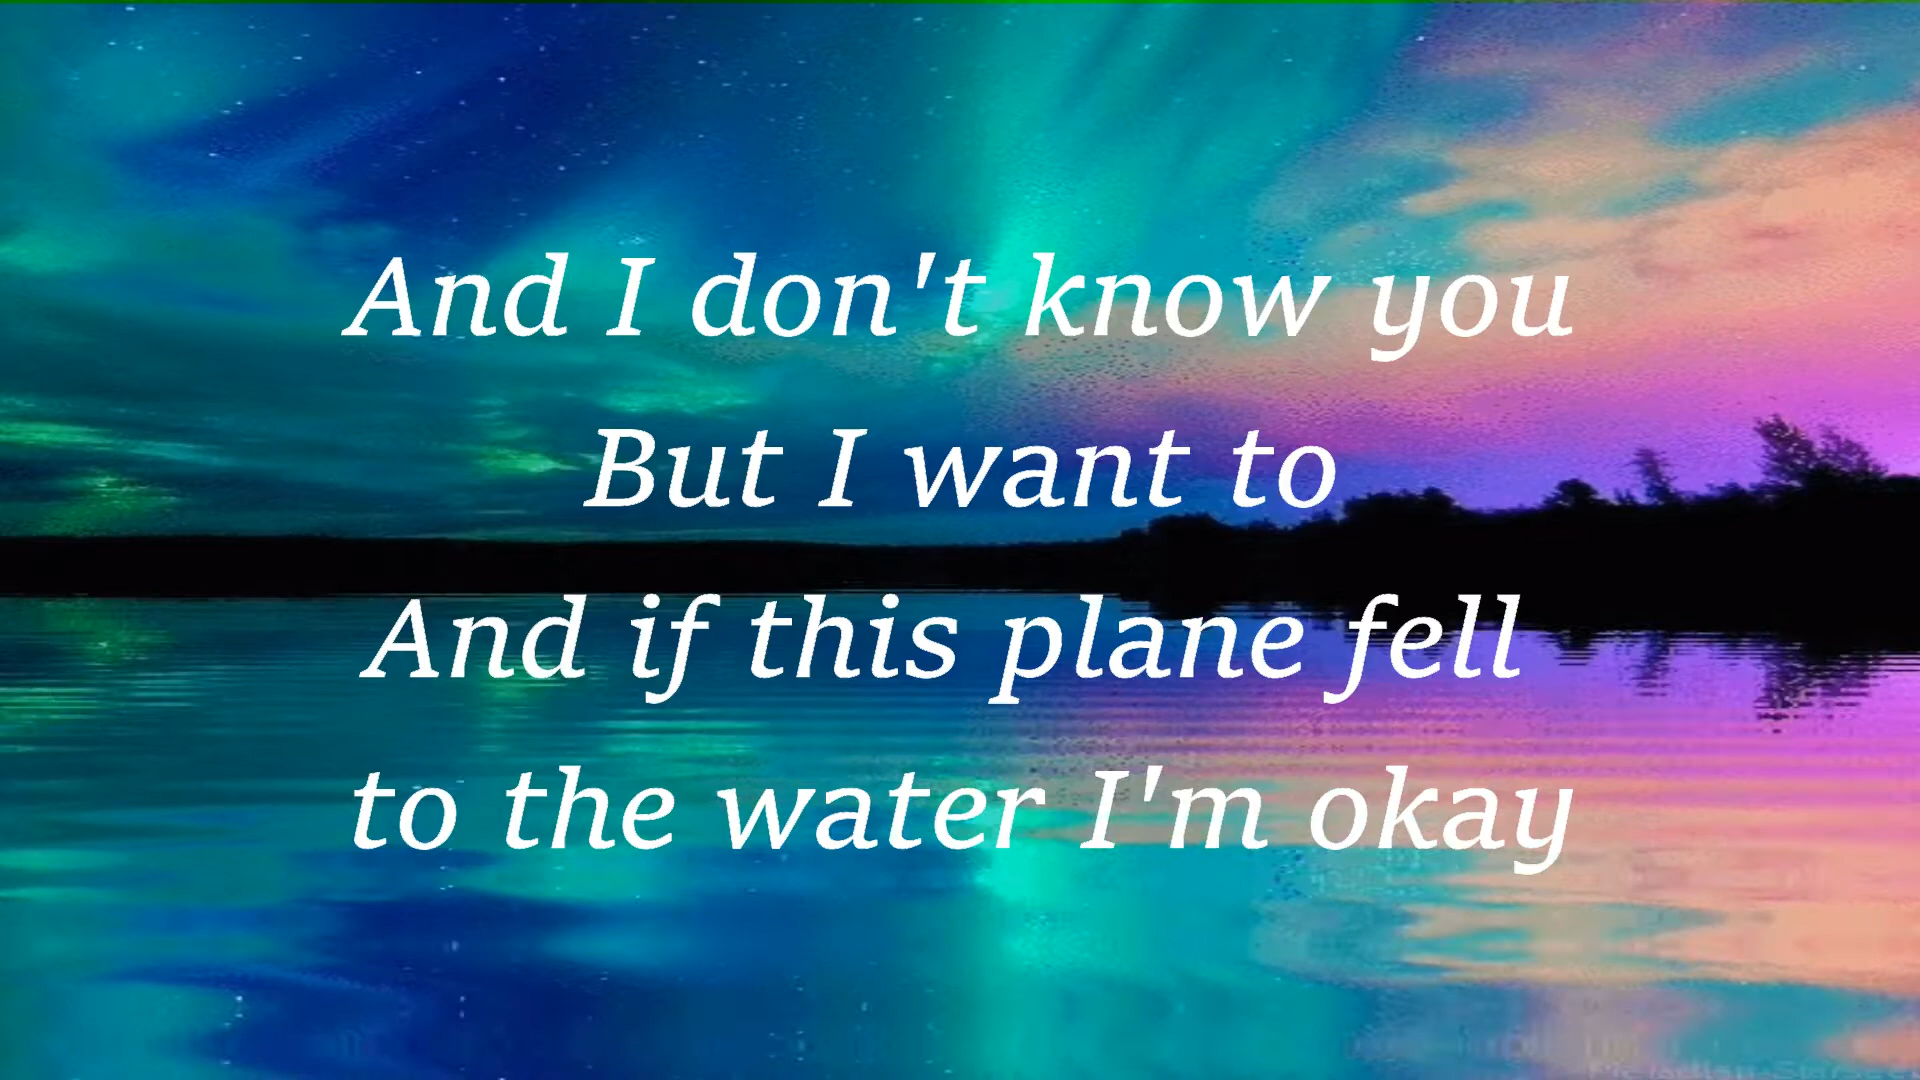 And I don't know you
But I want to
And if this plane fell
to the water I'm okay